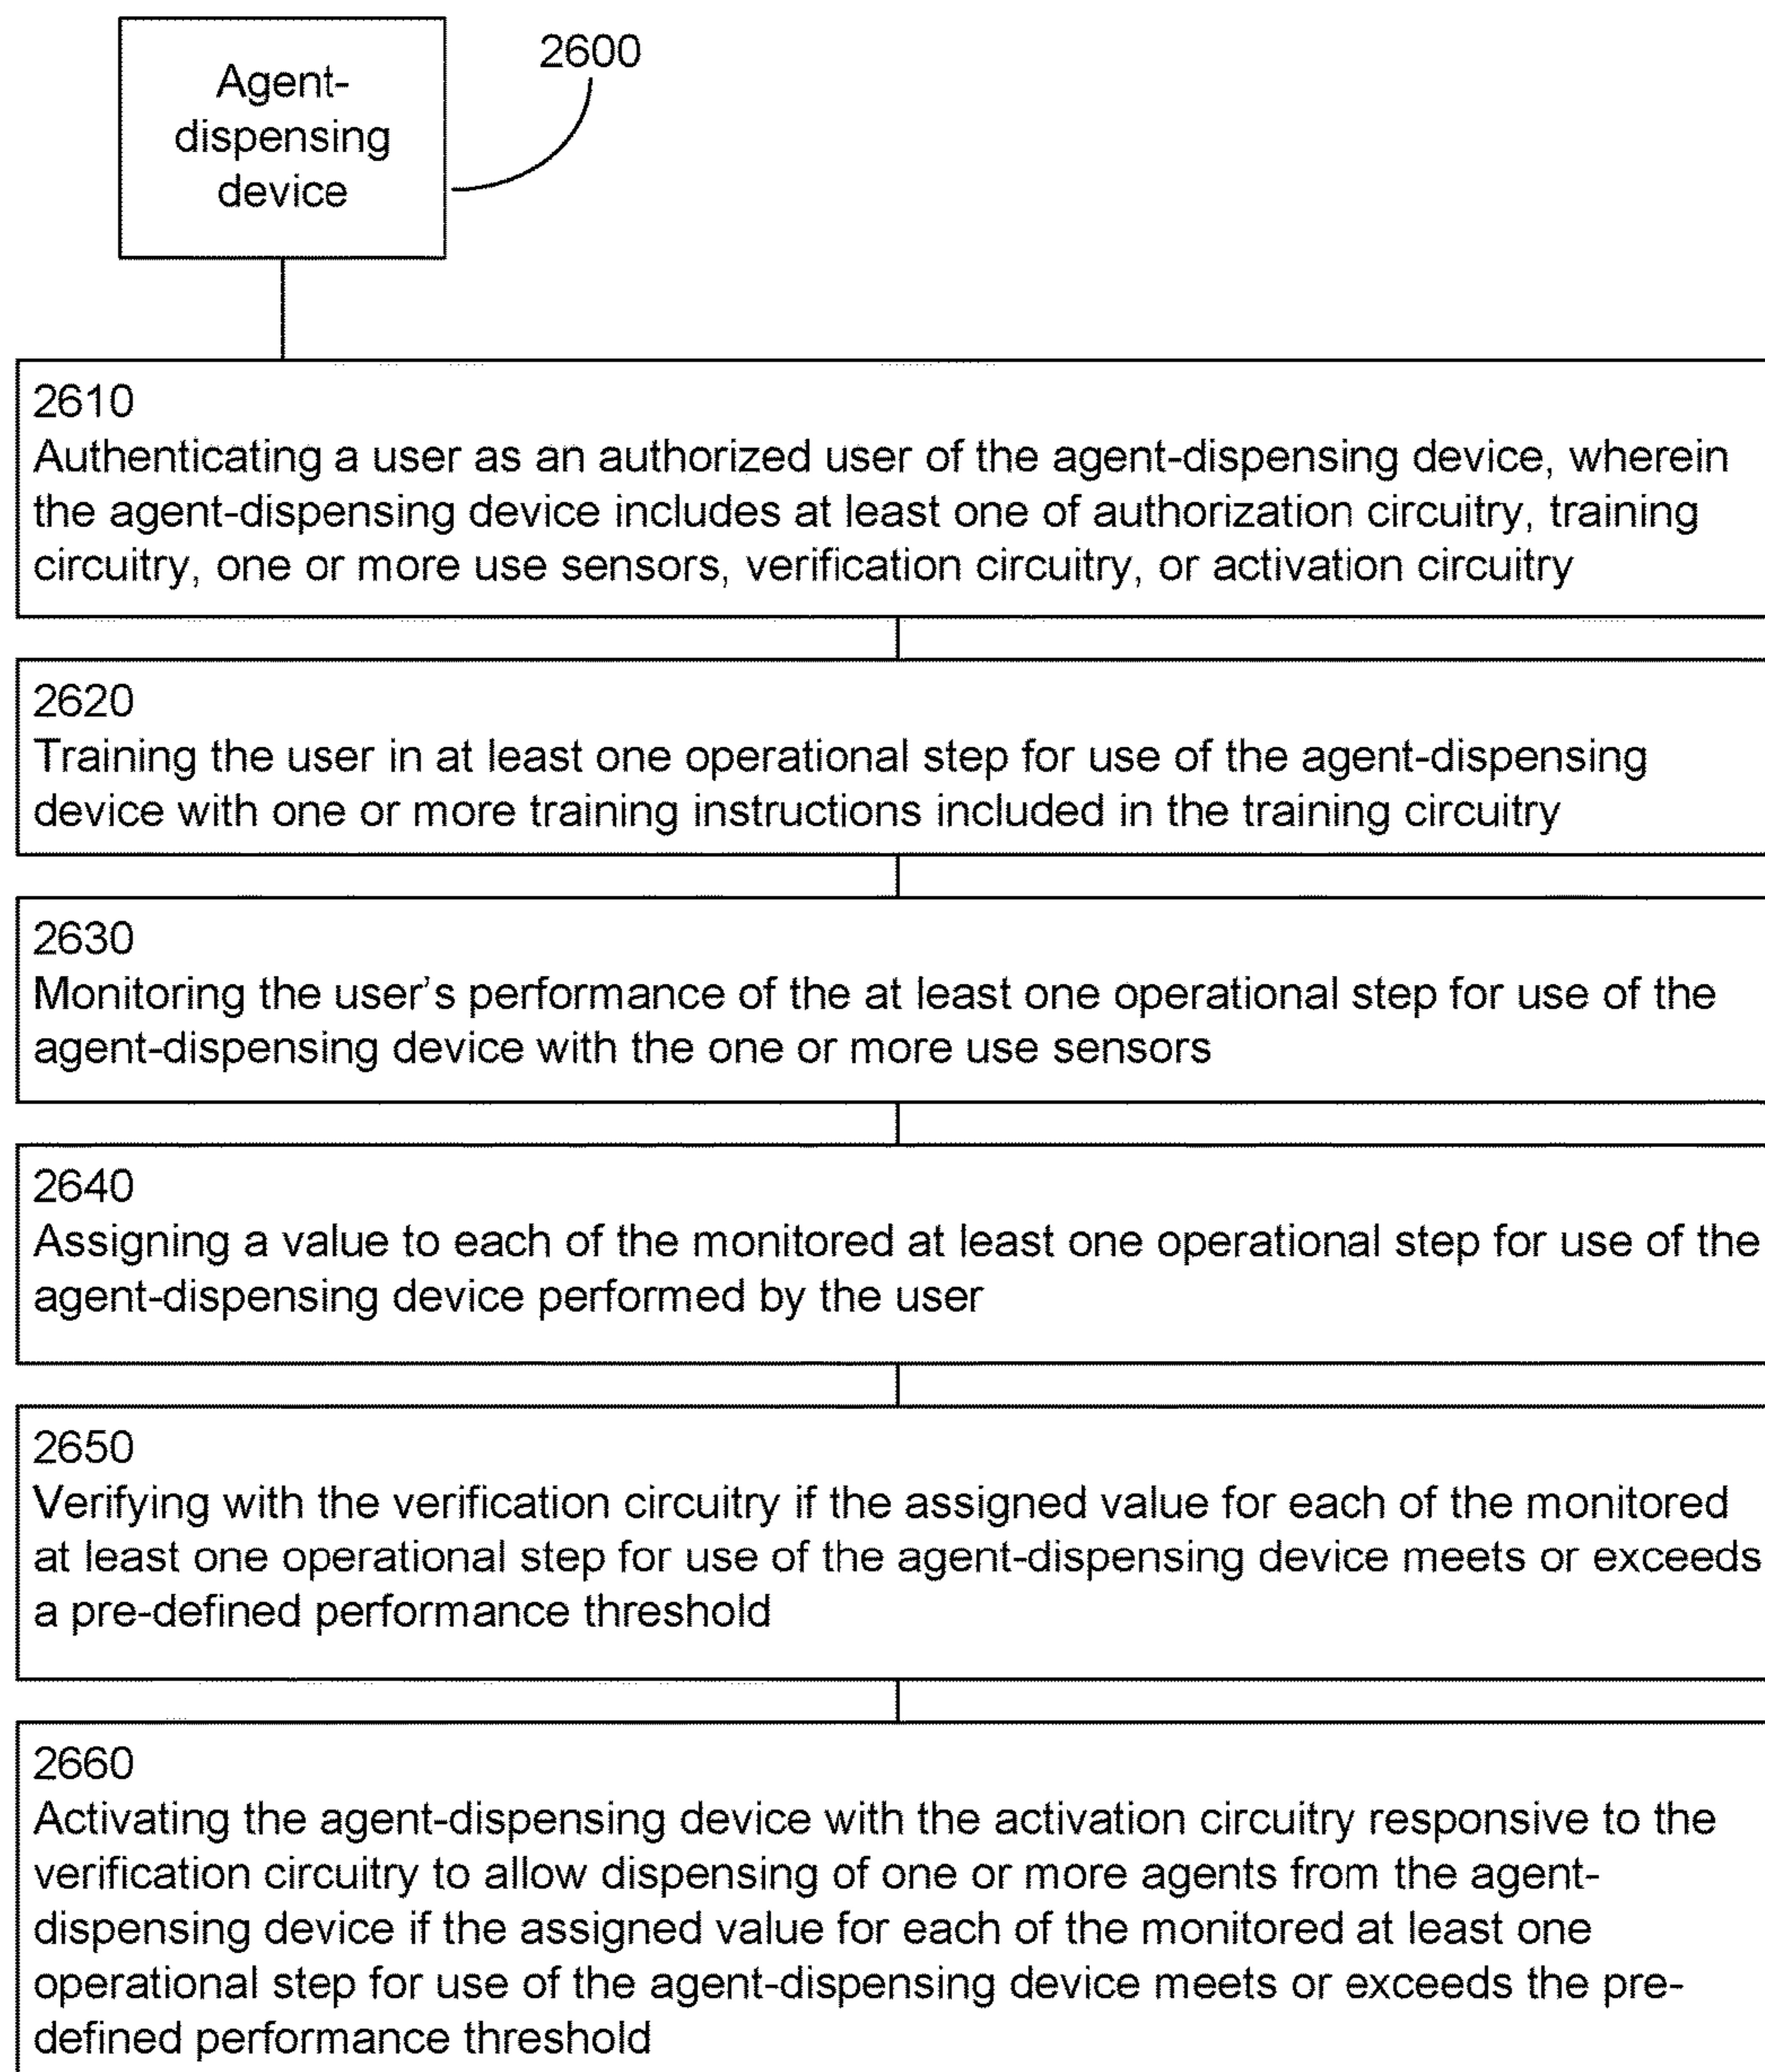 Agent-
dispensing
device
2600
2610
Authenticating a user as an authorized user of the agent-dispensing device, wherein
the agent-dispensing device includes at least one of authorization circuitry, training
circuitry, one or more use sensors, verification circuitry, or activation circuitry
2620
Training the user in at least one operational step for use of the agent-dispensing
device with one or more training instructions included in the training circuitry
2630
Monitoring the user's performance of the at least one operational step for use of the
agent-dispensing device with the one or more use sensors
2640
Assigning a value to each of the monitored at least one operational step for use of the
agent-dispensing device performed by the user
2650
Verifying with the verification circuitry if the assigned value for each of the monitored
at least one operational step for use of the agent-dispensing device meets or exceeds
a pre-defined performance threshold
2660
Activating the agent-dispensing device with the activation circuitry responsive to the
verification circuitry to allow dispensing of one or more agents from the agent-
dispensing device if the assigned value for each of the monitored at least one
operational step for use of the agent-dispensing device meets or exceeds the pre-
defined performance threshold